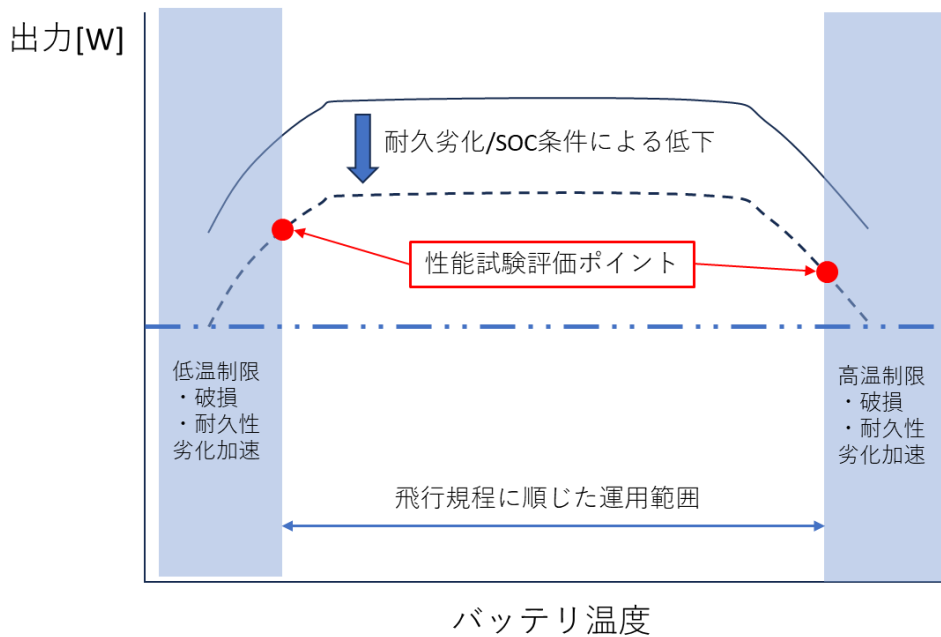 出力[W]
耐久劣化/SOC条件による低下
性能試験評価ポイント
低温制限
・破損
・耐久性
劣化加速
高温制限
・破損
・耐久性
劣化加速
飛行規程に順じた運用範囲
バッテリ温度